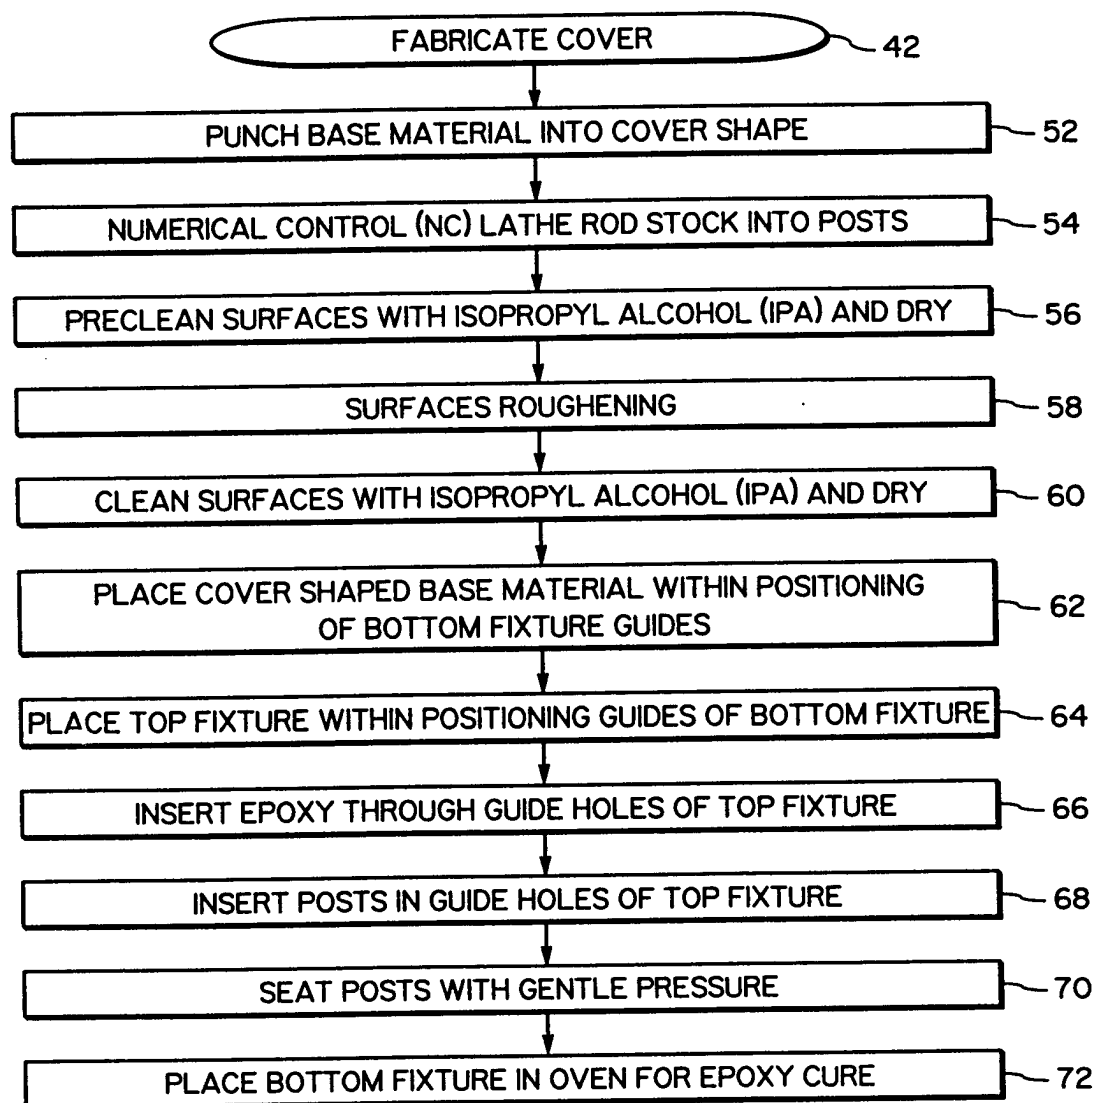 FABRICATE COVER 42
PUNCH BASE MATERIAL INTO COVER SHAPE 52
NUMERICAL CONTROL (NC) LATHE ROD STOCK INTO POSTS 54
PRECLEAN SURFACES WITH ISOPROPYL ALCOHOL (IPA) AND DRY 56
SURFACES ROUGHENING 58
CLEAN SURFACES WITH ISOPROPYL ALCOHOL (IPA) AND DRY 60
PLACE COVER SHAPED BASE MATERIAL WITHIN POSITIONING
OF BOTTOM FIXTURE GUIDES 62
PLACE TOP FIXTURE WITHIN POSITIONING GUIDES OF BOTTOM FIXTURE 64
INSERT EPOXY THROUGH GUIDE HOLES OF TOP FIXTURE 66
INSERT POSTS IN GUIDE HOLES OF TOP FIXTURE 68
SEAT POSTS WITH GENTLE PRESSURE 70
PLACE BOTTOM FIXTURE IN OVEN FOR EPOXY CURE 72